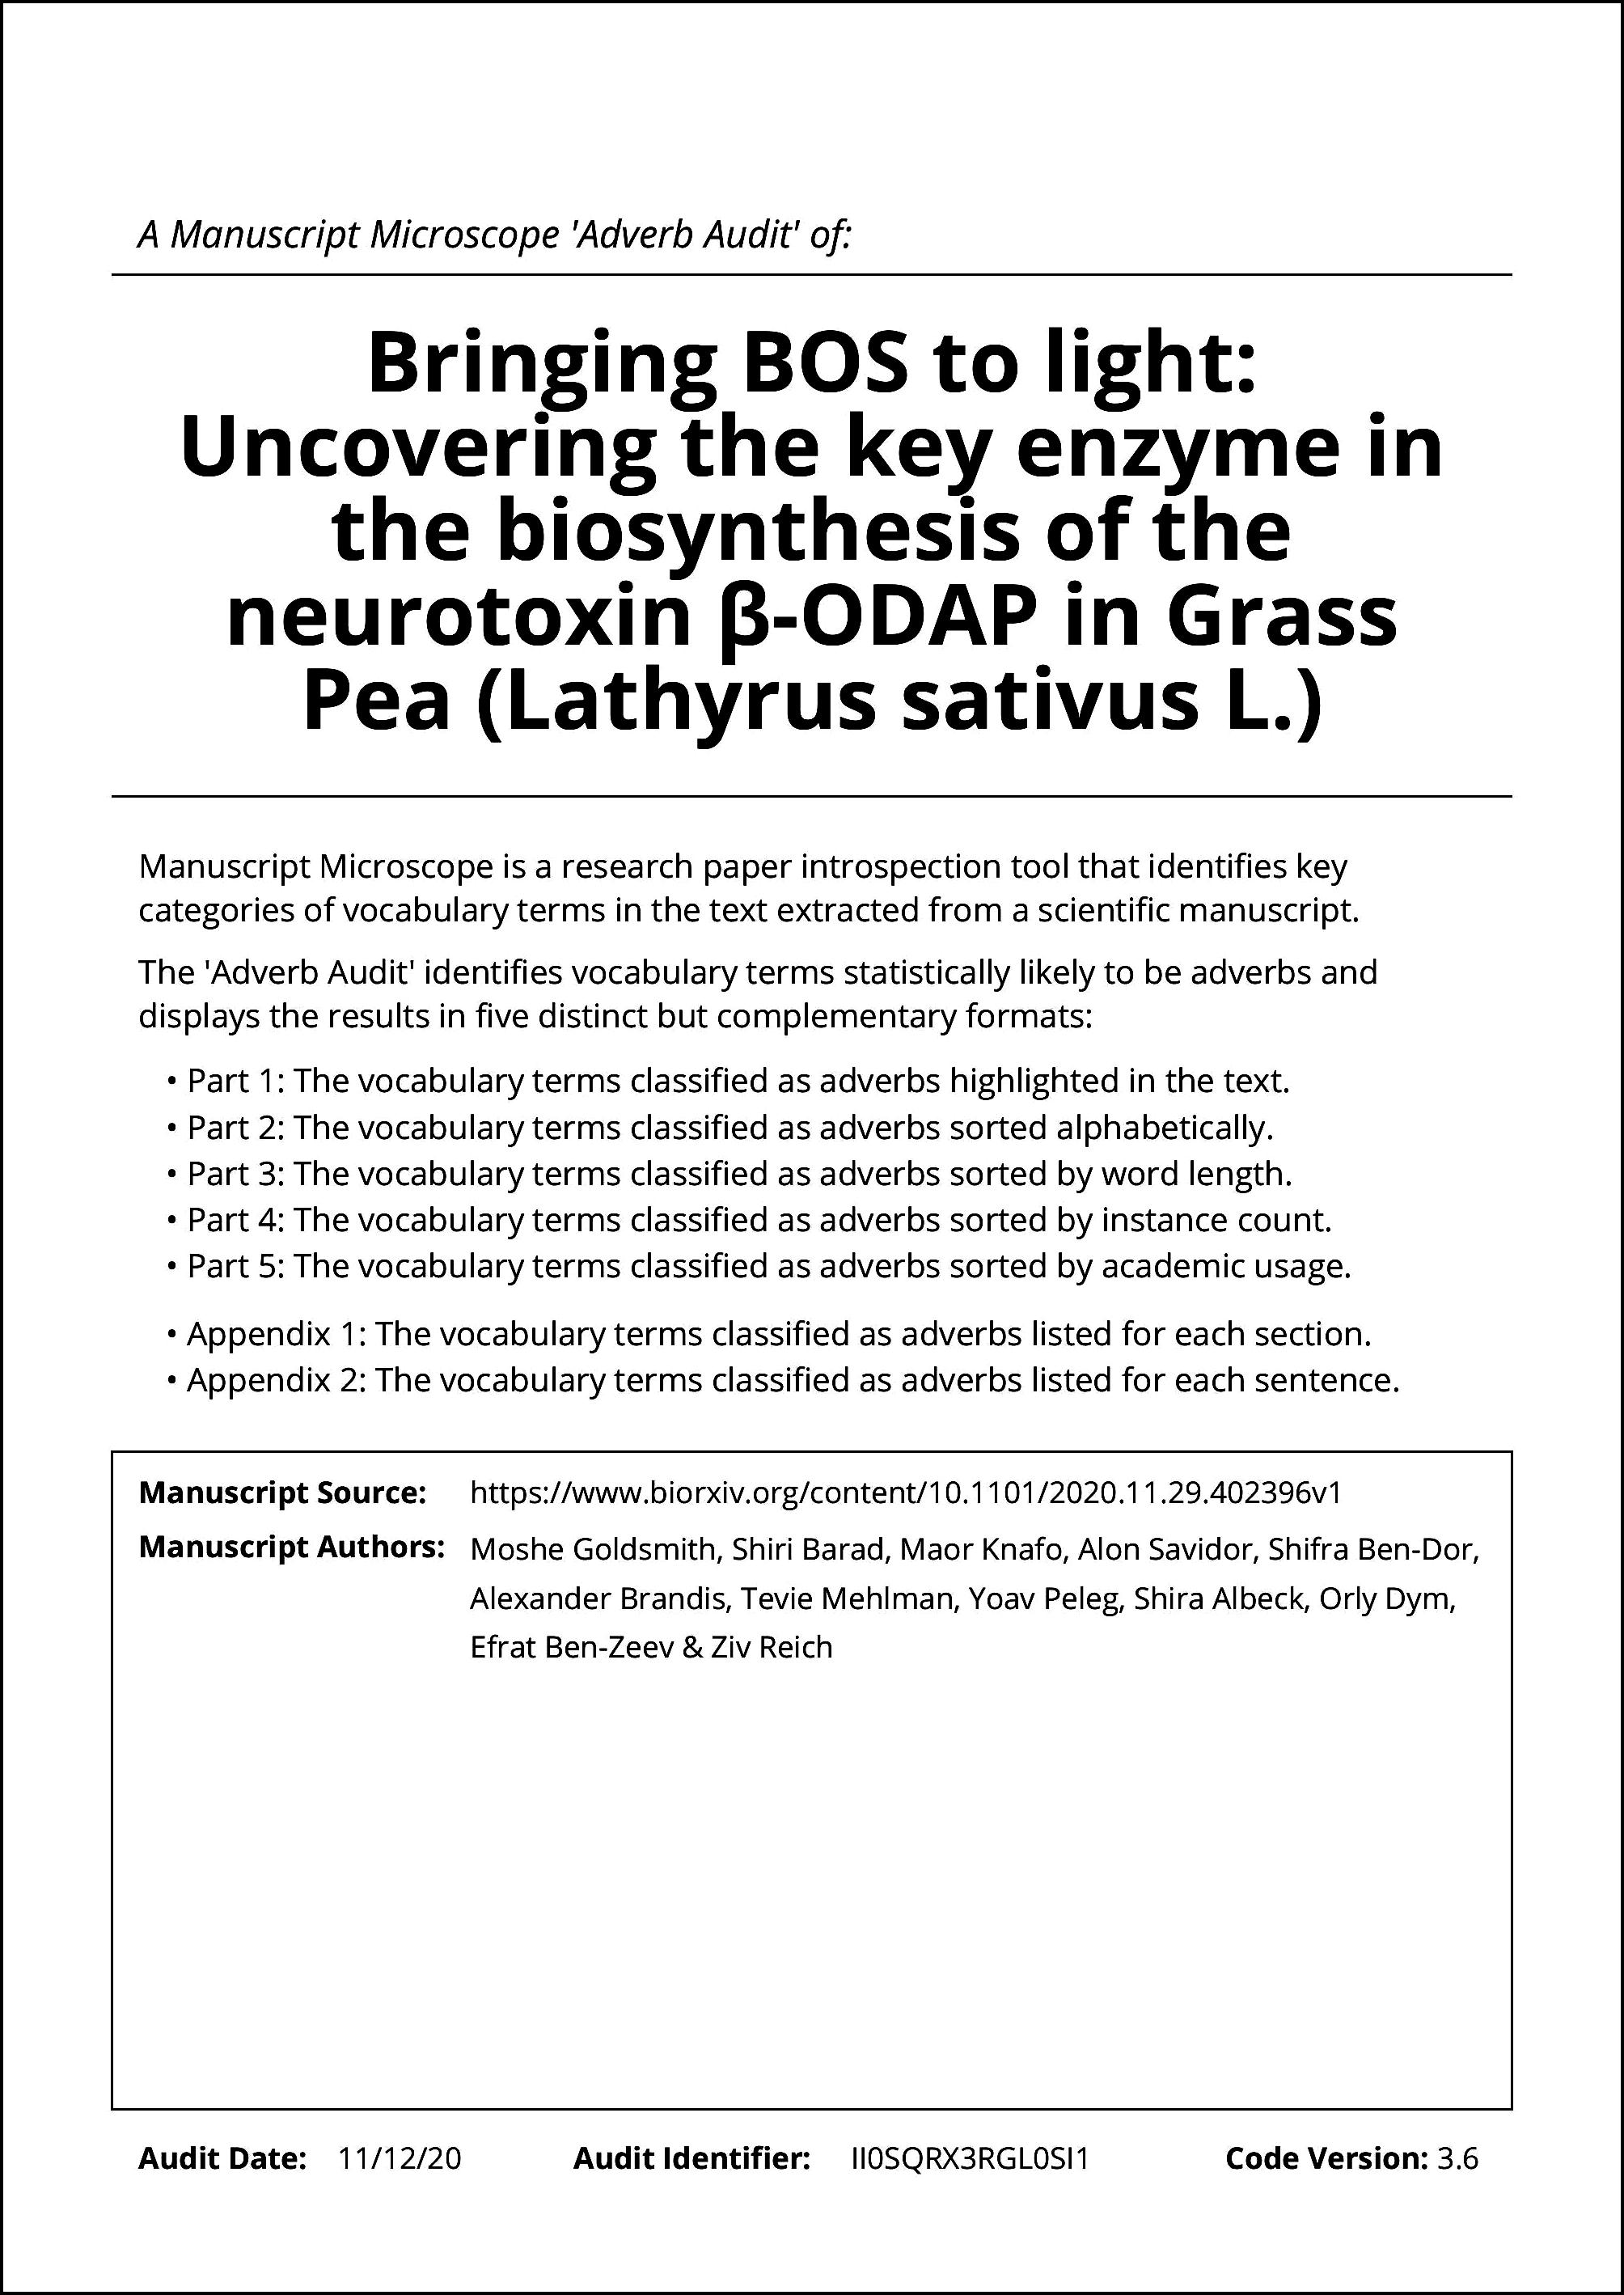 A Manuscript Microscope 'Adverb Audit' of:
Bringing BOS to light:
Uncovering the key enzyme in
the biosynthesis of the
neurotoxin β-ODAP in Grass
Pea (Lathyrus sativus L.)
Manuscript Microscope is a research paper introspection tool that identifies key
categories of vocabulary terms in the text extracted from a scientific manuscript.
The 'Adverb Audit' identifies vocabulary terms statistically likely to be adverbs and
displays the results in five distinct but complementary formats:
• Part 1: The vocabulary terms classified as adverbs highlighted in the text.
• Part 2: The vocabulary terms classified as adverbs sorted alphabetically.
• Part 3: The vocabulary terms classified as adverbs sorted by word length.
• Part 4: The vocabulary terms classified as adverbs sorted by instance count.
• Part 5: The vocabulary terms classified as adverbs sorted by academic usage.
• Appendix 1: The vocabulary terms classified as adverbs listed for each section.
• Appendix 2: The vocabulary terms classified as adverbs listed for each sentence.
Manuscript Source: https://www.biorxiv.org/content/10.1101/2020.11.29.402396v1
Manuscript Authors: Moshe Goldsmith, Shiri Barad, Maor Knafo, Alon Savidor, Shifra Ben-Dor,
Alexander Brandis, Tevie Mehlman, Yoav Peleg, Shira Albeck, Orly Dym,
Efrat Ben-Zeev & Ziv Reich
Audit Date: 11/12/20 Audit Identifier: II0SQRX3RGL0SI1 Code Version: 3.6